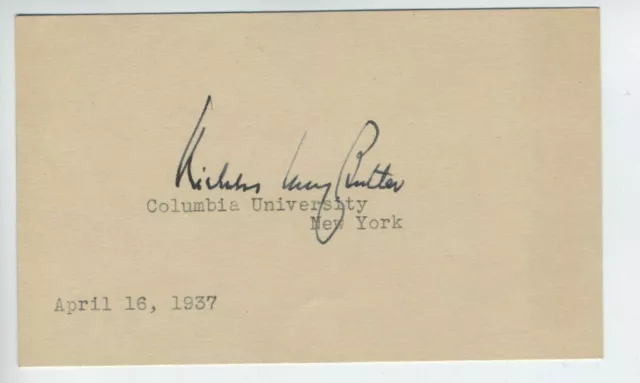 Nicholas Murray Butler
Columbia University
New York
April 16, 1937